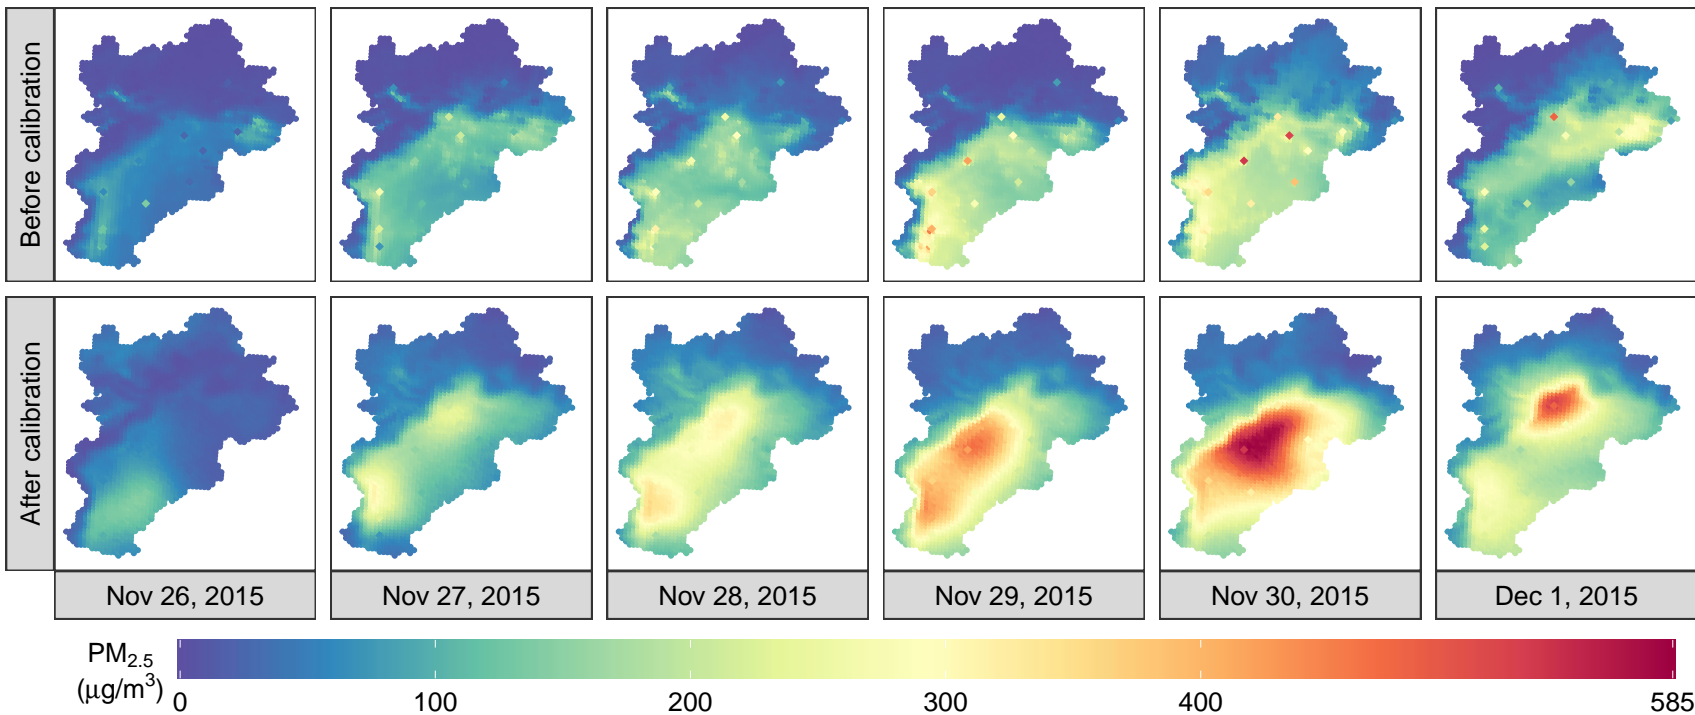 Before calibration
After calibration
Nov 26, 2015
Nov 27, 2015
Nov 28, 2015
Nov 29, 2015
Nov 30, 2015
Dec 1, 2015
PM2.5
(μg/m³)
0
100
200
300
400
585